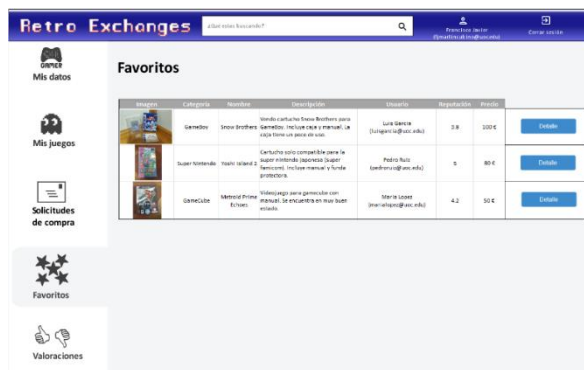 Retro Exchanges
¿Qué estás buscando?
Francisco Javier
Cerrar sesión
GAMER
Mis datos
Mis juegos
Solicitudes
de compra
Favoritos
Valoraciones
Favoritos
Imagen Categoría Nombre Descripción Usuario Reputación Precio
GameBoy Snow Brothers Vendo cartucho Snow Brothers para GameBoy. Incluye caja y manual. La caja tiene un poco de uso. Luis García (luisgarcia@uoc.edu) 3.8 100 € Detalle
Super Nintendo Yoshi Island 2 Cartucho solo compatible para la super nintendo japonesa (super famicom). Incluye manual y funda protectora. Pedro Ruiz (pedroruiz@uoc.edu) 5 80 € Detalle
GameCube Metroid Prime Echoes Videojuego para gamecube con manual. Se encuentra en muy buen estado. María López (marialopez@uoc.edu) 4.2 50 € Detalle